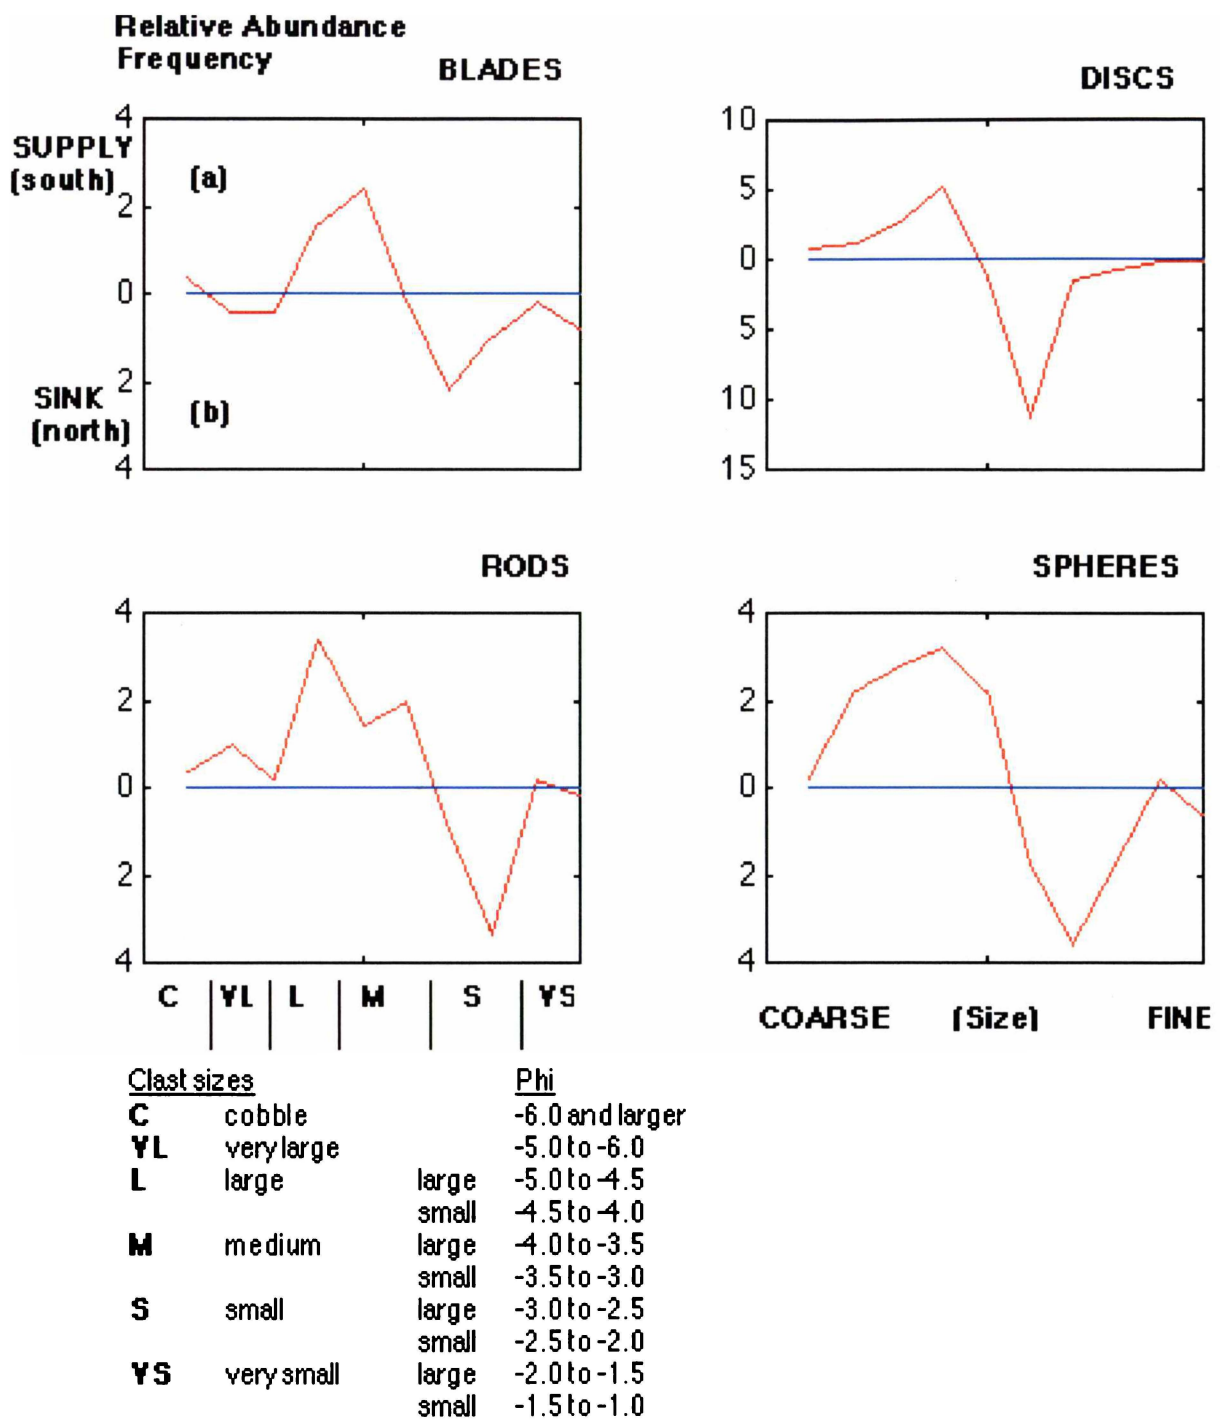 Relative Abundance
Frequency
BLADES
4
SUPPLY
(south)
(a)
2
0
2
SINK
(north)
(b)
4
DISCS
10
5
0
5
10
15
RODS
4
2
0
2
4
SPHERES
4
2
0
2
4
C VL L M S VS
COARSE (Size) FINE
Clast sizes Phi
C cobble -6.0 and larger
VL very large -5.0 to -6.0
L large large -5.0 to -4.5
small -4.5 to -4.0
M medium large -4.0 to -3.5
small -3.5 to -3.0
S small large -3.0 to -2.5
small -2.5 to -2.0
VS very small large -2.0 to -1.5
small -1.5 to -1.0